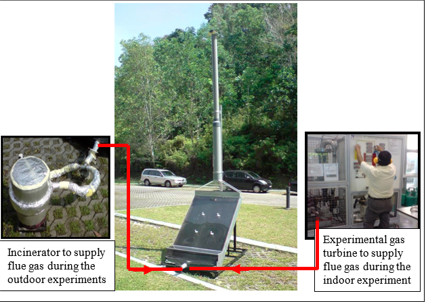 Incinerator to supply
flue gas during the
outdoor experiments
Experimental gas
turbine to supply
flue gas during the
indoor experiment